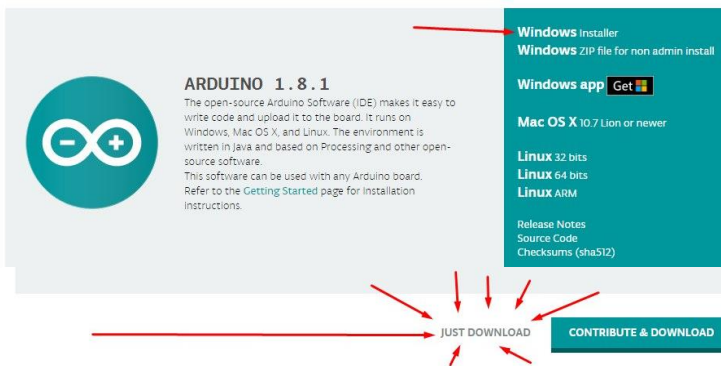 ARDUINO 1.8.1
The open-source Arduino Software (IDE) makes it easy to
write code and upload it to the board. It runs on
Windows, Mac OS X, and Linux. The environment is
written in Java and based on Processing and other open-
source software.
This software can be used with any Arduino board.
Refer to the Getting Started page for Installation
instructions.
Windows Installer
Windows ZIP file for non admin install
Windows app Get
Mac OS X 10.7 Lion or newer
Linux 32 bits
Linux 64 bits
Linux ARM
Release Notes
Source Code
Checksums (sha512)
JUST DOWNLOAD
CONTRIBUTE & DOWNLOAD